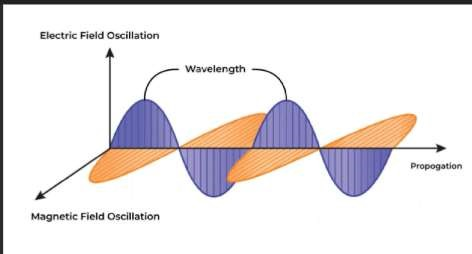 Electric Field Oscillation
Wavelength
Propogation
Magnetic Field Oscillation